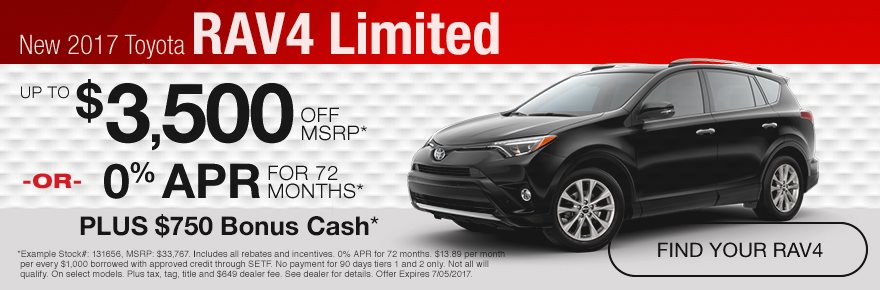 New 2017 Toyota RAV4 Limited
UP TO $3,500 OFF MSRP*
-OR- 0% APR FOR 72 MONTHS*
PLUS $750 Bonus Cash*
*Example Stock#: 131656, MSRP: $33,767. Includes all rebates and incentives. 0% APR for 72 months. $13.89 per month
per every $1,000 borrowed with approved credit through SETF. No payment for 90 days tiers 1 and 2 only. Not all will
qualify. On select models. Plus tax, tag, title and $649 dealer fee. See dealer for details. Offer Expires 7/05/2017.
FIND YOUR RAV4